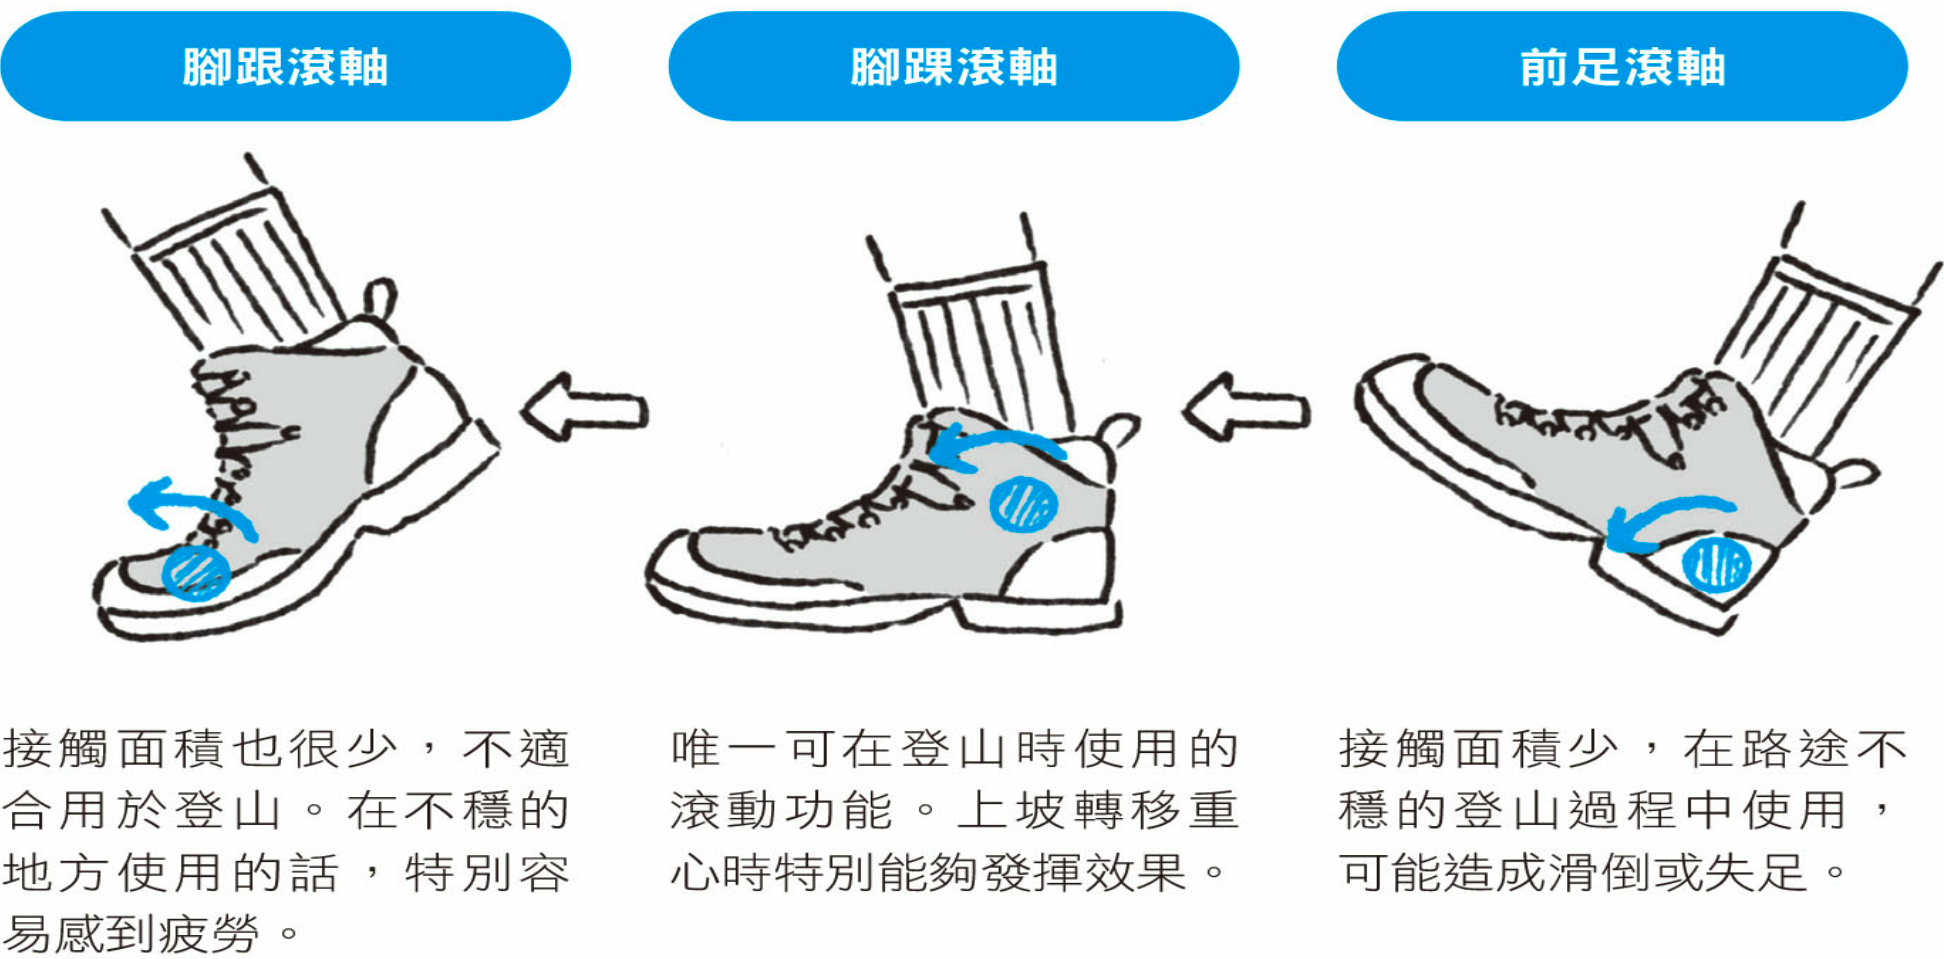 腳跟滾軸
接觸面積也很少，不適
合用於登山。在不穩的
地方使用的話，特別容
易感到疲勞。
腳踝滾軸
唯一可在登山時使用的
滾動功能。上坡轉移重
心時特別能夠發揮效果。
前足滾軸
接觸面積少，在路途不
穩的登山過程中使用，
可能造成滑倒或失足。